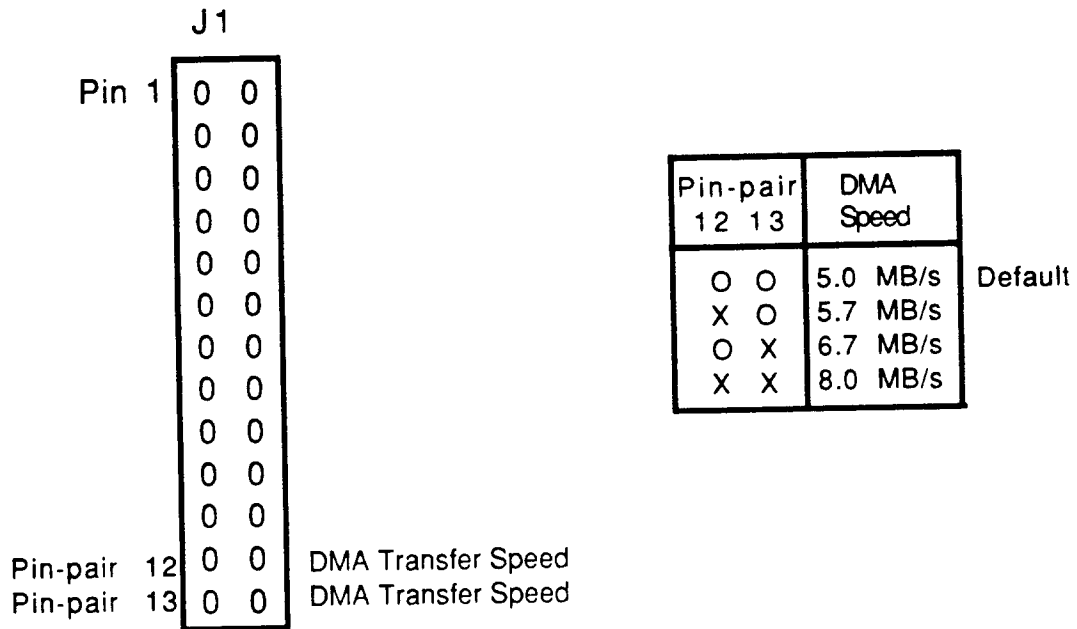 J1
Pin 1 0 0
0 0
0 0
0 0
0 0
0 0
0 0
0 0
0 0
0 0
0 0
Pin-pair 12 0 0 DMA Transfer Speed
Pin-pair 13 0 0 DMA Transfer Speed
Pin-pair DMA
12 13 Speed
O O 5.0 MB/s Default
X O 5.7 MB/s
O X 6.7 MB/s
X X 8.0 MB/s